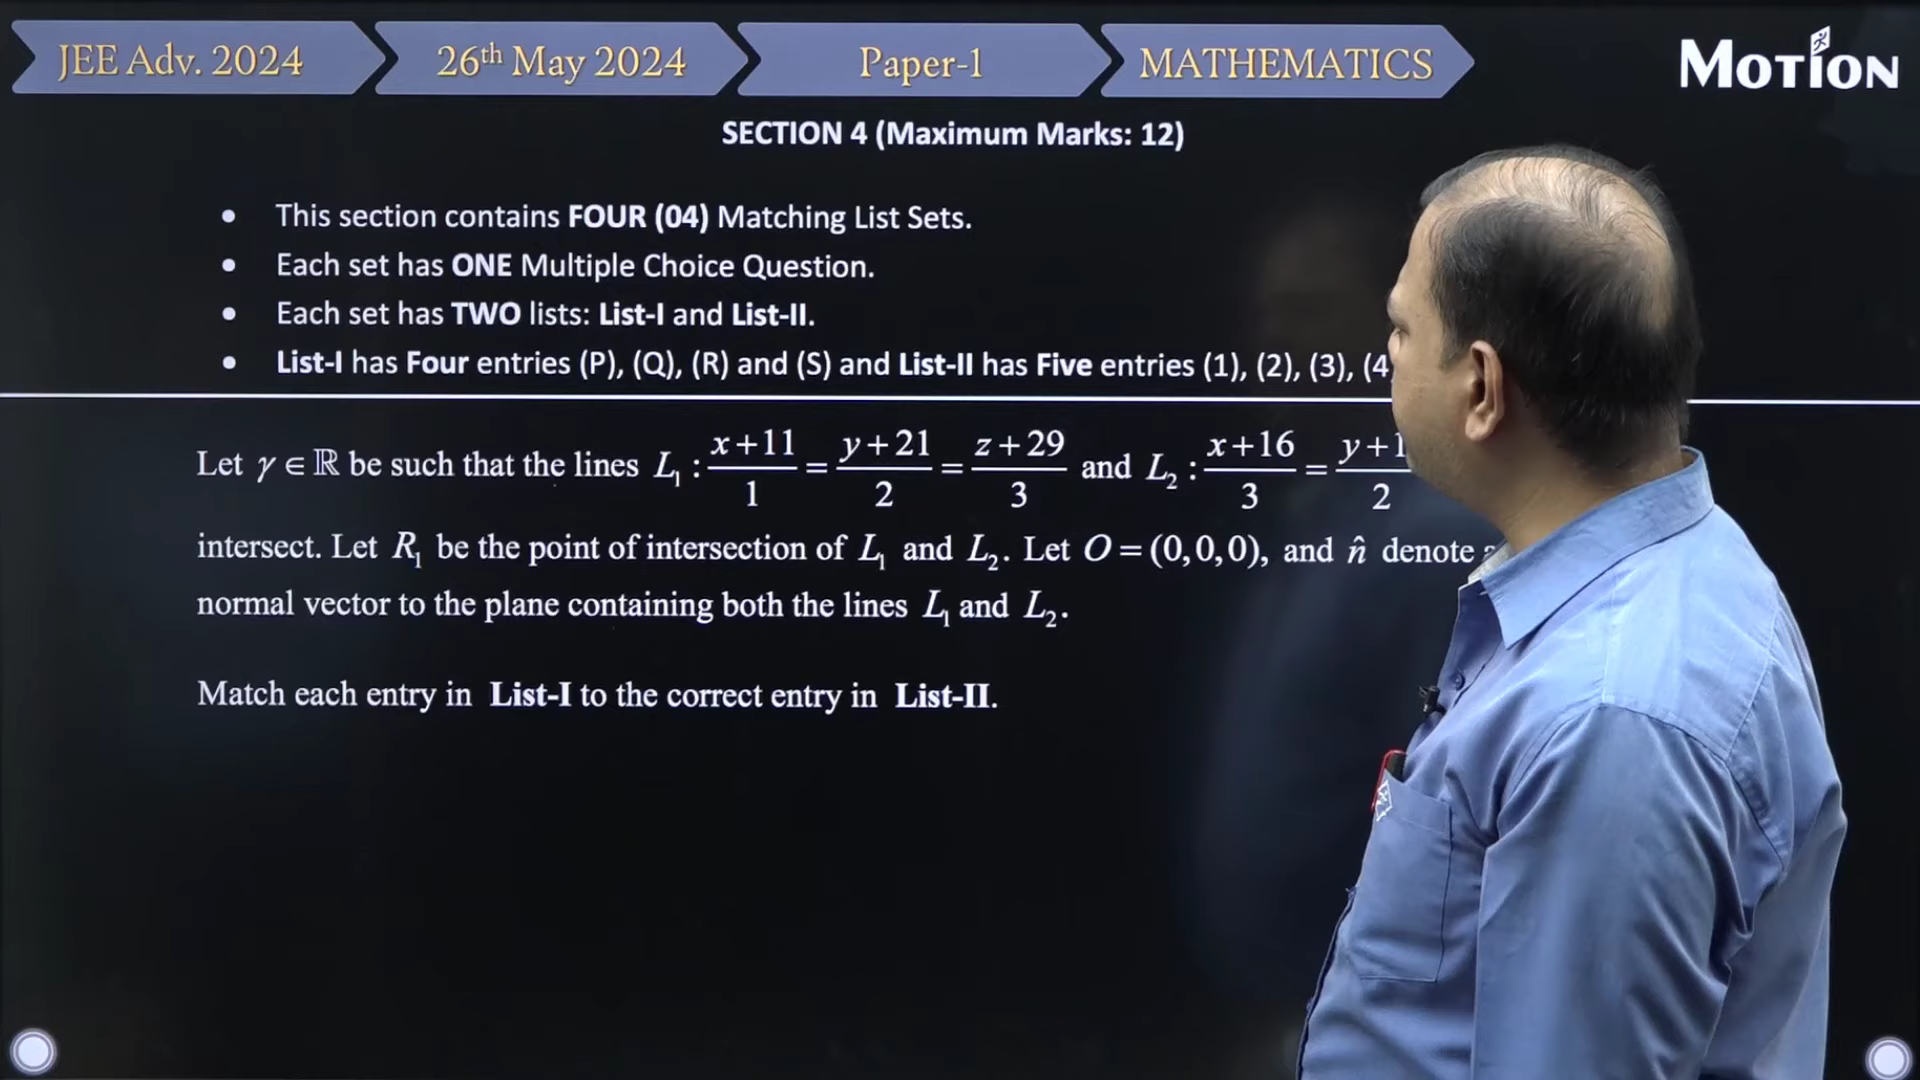 JEE Adv. 2024 26th May 2024 Paper-1 MATHEMATICS MOTION
SECTION 4 (Maximum Marks: 12)
• This section contains FOUR (04) Matching List Sets.
• Each set has ONE Multiple Choice Question.
• Each set has TWO lists: List-I and List-II.
• List-I has Four entries (P), (Q), (R) and (S) and List-II has Five entries (1), (2), (3), (4
Let γ ∈ ℝ be such that the lines L₁ : (x+11)/1 = (y+21)/2 = (z+29)/3 and L₂ : (x+16)/3 = (y+1)/2
intersect. Let R₁ be the point of intersection of L₁ and L₂. Let O = (0,0,0), and n̂ denote
normal vector to the plane containing both the lines L₁ and L₂.
Match each entry in List-I to the correct entry in List-II.